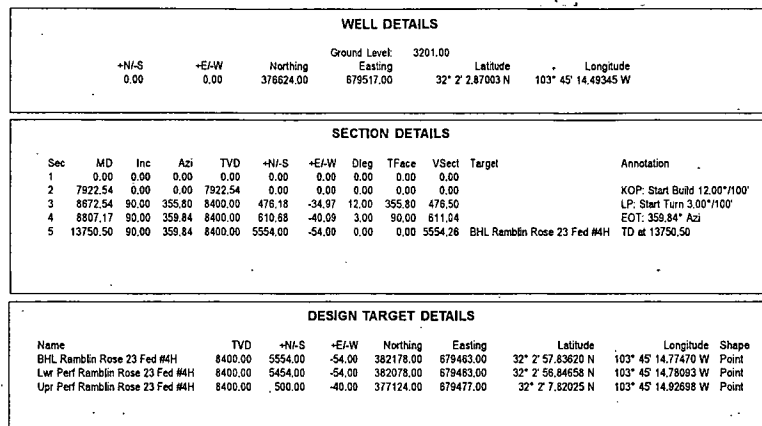 WELL DETAILS
Ground Level: 3201.00
+N/-S +E/-W Northing Easting Latitude Longitude
0.00 0.00 376624.00 679517.00 32° 2' 2.87003 N 103° 45' 14.49345 W
SECTION DETAILS
Sec MD Inc Azi TVD +N/-S +E/-W Dleg TFace VSect Target Annotation
1 0.00 0.00 0.00 0.00 0.00 0.00 0.00 0.00 0.00
2 7922.54 0.00 0.00 7922.54 0.00 0.00 0.00 0.00 0.00 KOP: Start Build 12.00°/100'
3 8672.54 90.00 355.80 8400.00 476.18 -34.97 12.00 355.80 476.50 LP: Start Turn 3.00°/100'
4 8807.17 90.00 359.84 8400.00 610.68 -40.09 3.00 90.00 611.04 EOT: 359.84° Azi
5 13750.50 90.00 359.84 8400.00 5554.00 -54.00 0.00 0.00 5554.26 BHL Ramblin Rose 23 Fed #4H TD at 13750.50
DESIGN TARGET DETAILS
Name TVD +N/-S +E/-W Northing Easting Latitude Longitude Shape
BHL Ramblin Rose 23 Fed #4H 8400.00 5554.00 -54.00 382178.00 679463.00 32° 2' 57.83620 N 103° 45' 14.77470 W Point
Lwr Perf Ramblin Rose 23 Fed #4H 8400.00 5454.00 -54.00 382078.00 679463.00 32° 2' 56.84658 N 103° 45' 14.78093 W Point
Upr Perf Ramblin Rose 23 Fed #4H 8400.00 500.00 -40.00 377124.00 679477.00 32° 2' 7.82025 N 103° 45' 14.92698 W Point